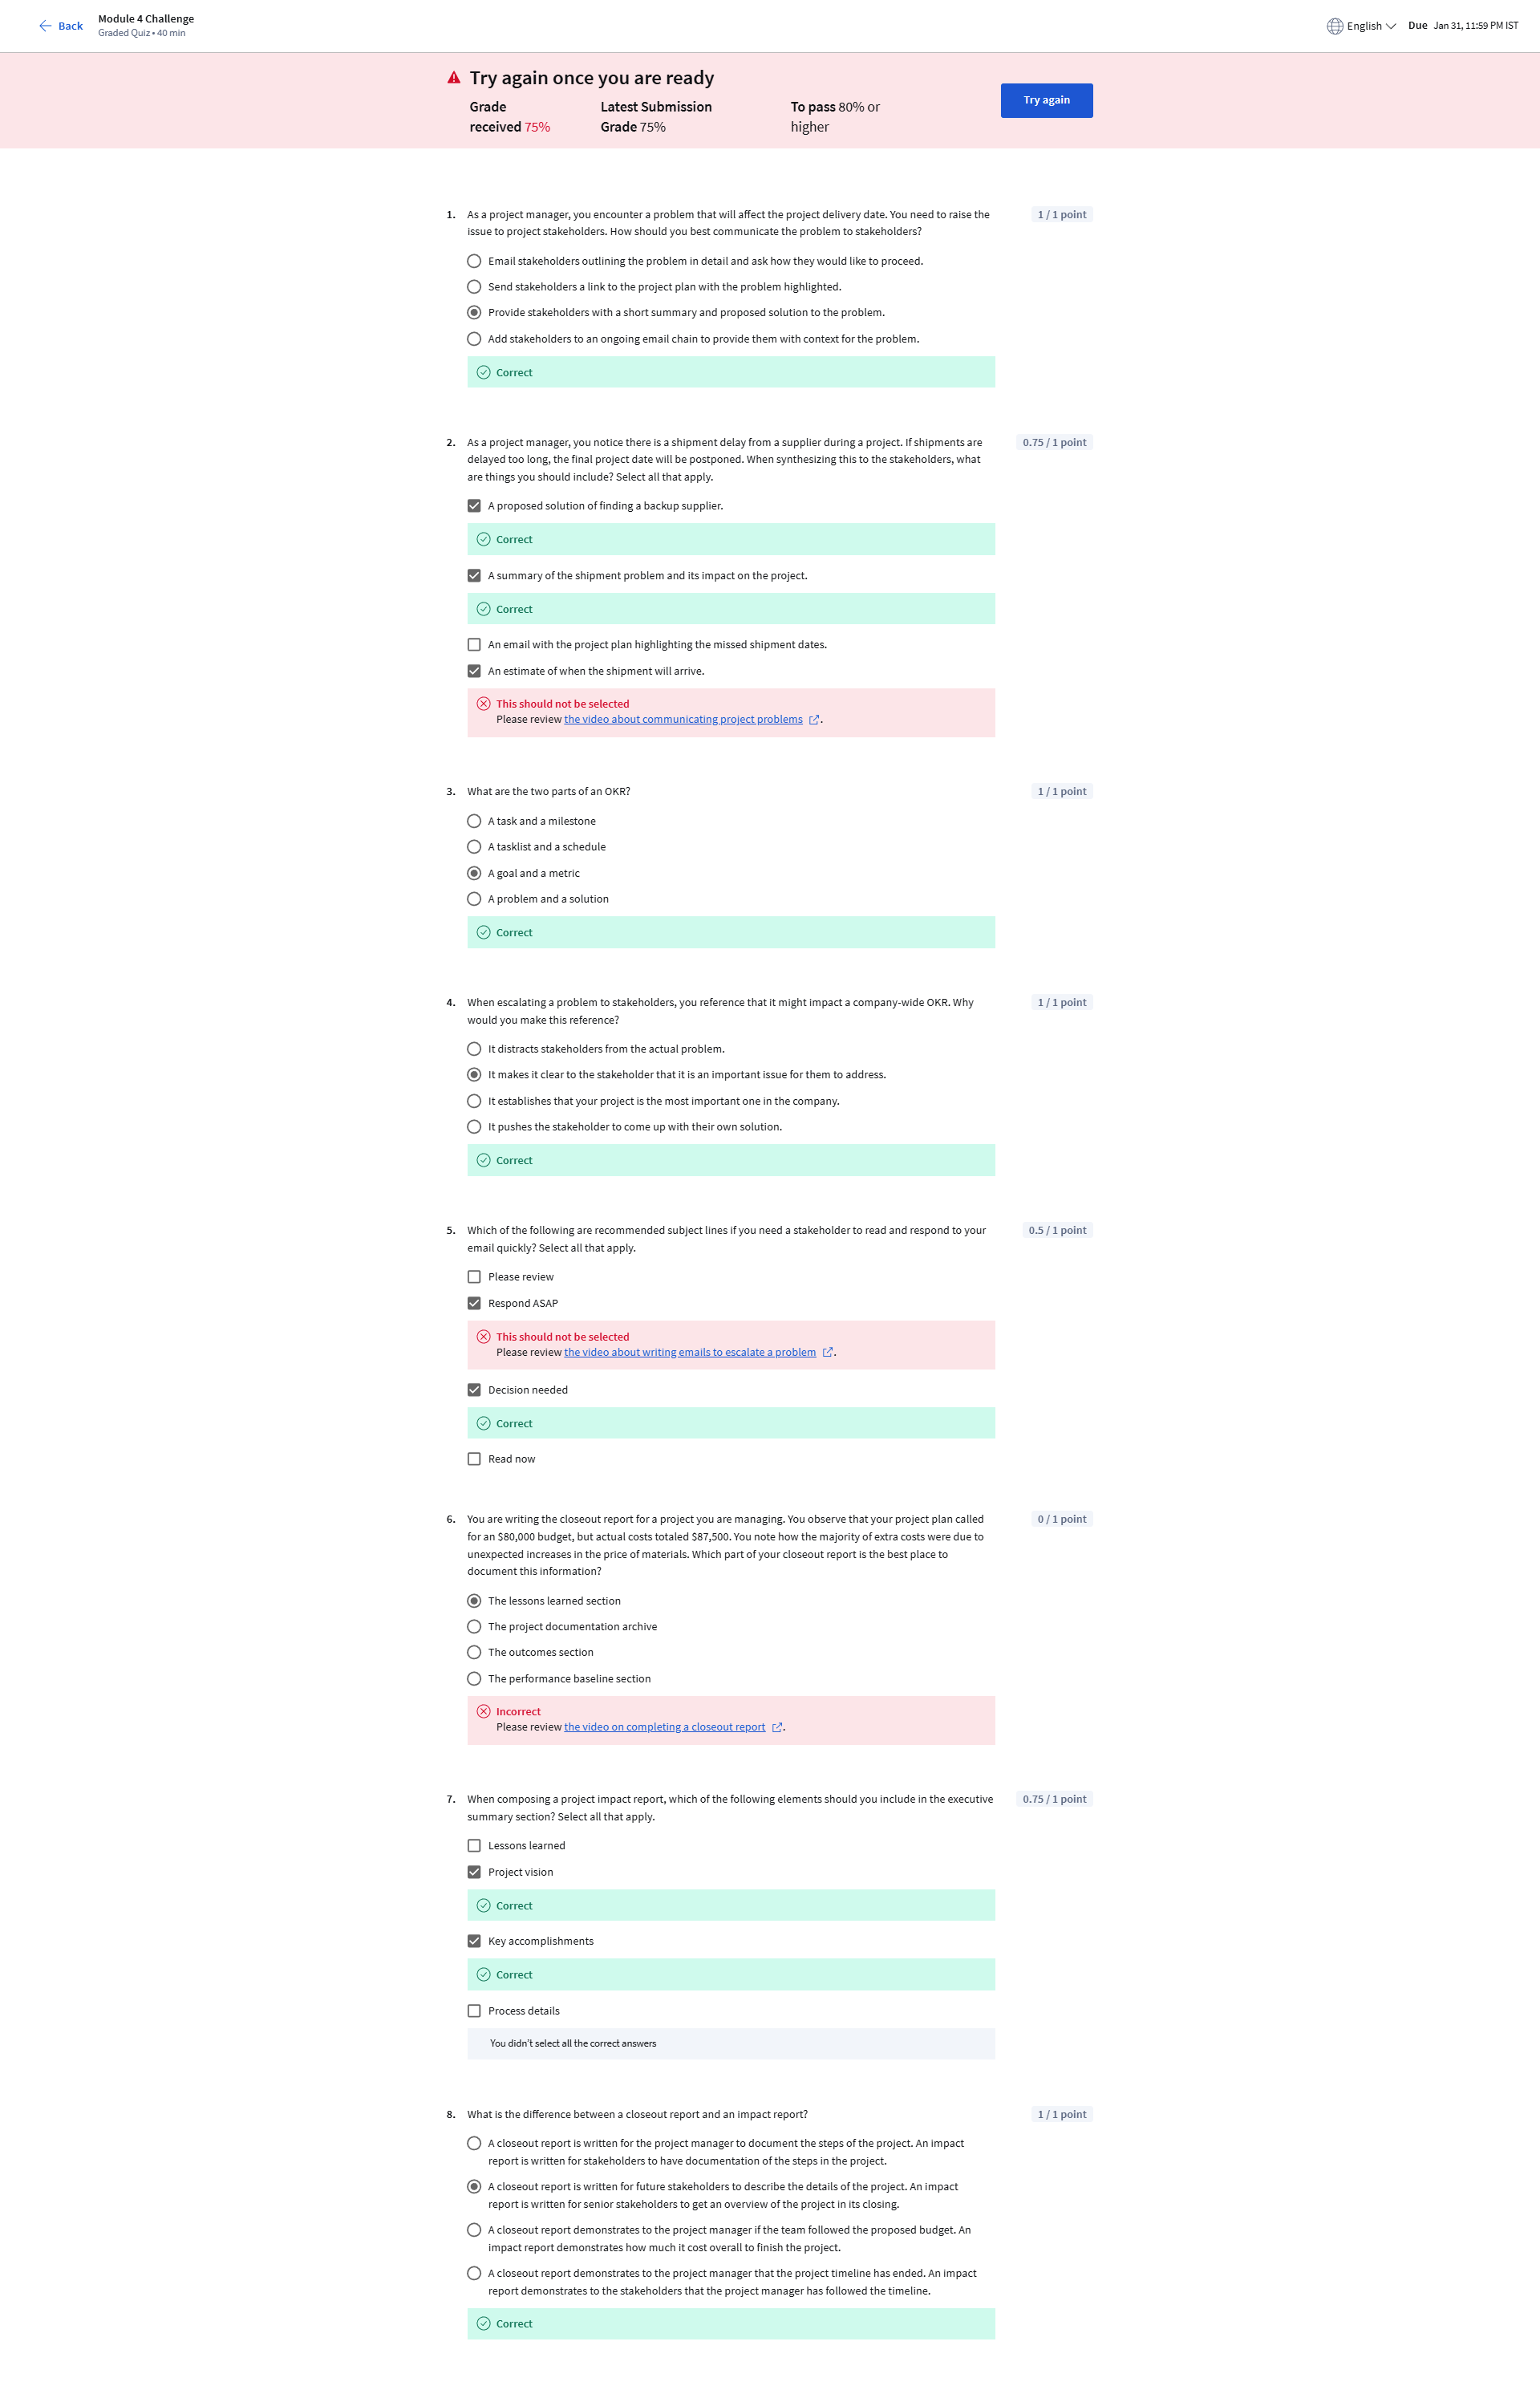 Back
Module 4 Challenge
Graded Quiz • 40 min
English
Due Jan 31, 11:59 PM IST
Try again once you are ready
Grade received 75%
Latest Submission Grade 75%
To pass 80% or higher
Try again
1. As a project manager, you encounter a problem that will affect the project delivery date. You need to raise the
issue to project stakeholders. How should you best communicate the problem to stakeholders?
1 / 1 point
Email stakeholders outlining the problem in detail and ask how they would like to proceed.
Send stakeholders a link to the project plan with the problem highlighted.
Provide stakeholders with a short summary and proposed solution to the problem.
Add stakeholders to an ongoing email chain to provide them with context for the problem.
Correct
2. As a project manager, you notice there is a shipment delay from a supplier during a project. If shipments are
delayed too long, the final project date will be postponed. When synthesizing this to the stakeholders, what
are things you should include? Select all that apply.
0.75 / 1 point
A proposed solution of finding a backup supplier.
Correct
A summary of the shipment problem and its impact on the project.
Correct
An email with the project plan highlighting the missed shipment dates.
An estimate of when the shipment will arrive.
This should not be selected
Please review the video about communicating project problems .
3. What are the two parts of an OKR?
1 / 1 point
A task and a milestone
A tasklist and a schedule
A goal and a metric
A problem and a solution
Correct
4. When escalating a problem to stakeholders, you reference that it might impact a company-wide OKR. Why
would you make this reference?
1 / 1 point
It distracts stakeholders from the actual problem.
It makes it clear to the stakeholder that it is an important issue for them to address.
It establishes that your project is the most important one in the company.
It pushes the stakeholder to come up with their own solution.
Correct
5. Which of the following are recommended subject lines if you need a stakeholder to read and respond to your
email quickly? Select all that apply.
0.5 / 1 point
Please review
Respond ASAP
This should not be selected
Please review the video about writing emails to escalate a problem .
Decision needed
Correct
Read now
6. You are writing the closeout report for a project you are managing. You observe that your project plan called
for an $80,000 budget, but actual costs totaled $87,500. You note how the majority of extra costs were due to
unexpected increases in the price of materials. Which part of your closeout report is the best place to
document this information?
0 / 1 point
The lessons learned section
The project documentation archive
The outcomes section
The performance baseline section
Incorrect
Please review the video on completing a closeout report .
7. When composing a project impact report, which of the following elements should you include in the executive
summary section? Select all that apply.
0.75 / 1 point
Lessons learned
Project vision
Correct
Key accomplishments
Correct
Process details
You didn't select all the correct answers
8. What is the difference between a closeout report and an impact report?
1 / 1 point
A closeout report is written for the project manager to document the steps of the project. An impact
report is written for stakeholders to have documentation of the steps in the project.
A closeout report is written for future stakeholders to describe the details of the project. An impact
report is written for senior stakeholders to get an overview of the project in its closing.
A closeout report demonstrates to the project manager if the team followed the proposed budget. An
impact report demonstrates how much it cost overall to finish the project.
A closeout report demonstrates to the project manager that the project timeline has ended. An impact
report demonstrates to the stakeholders that the project manager has followed the timeline.
Correct